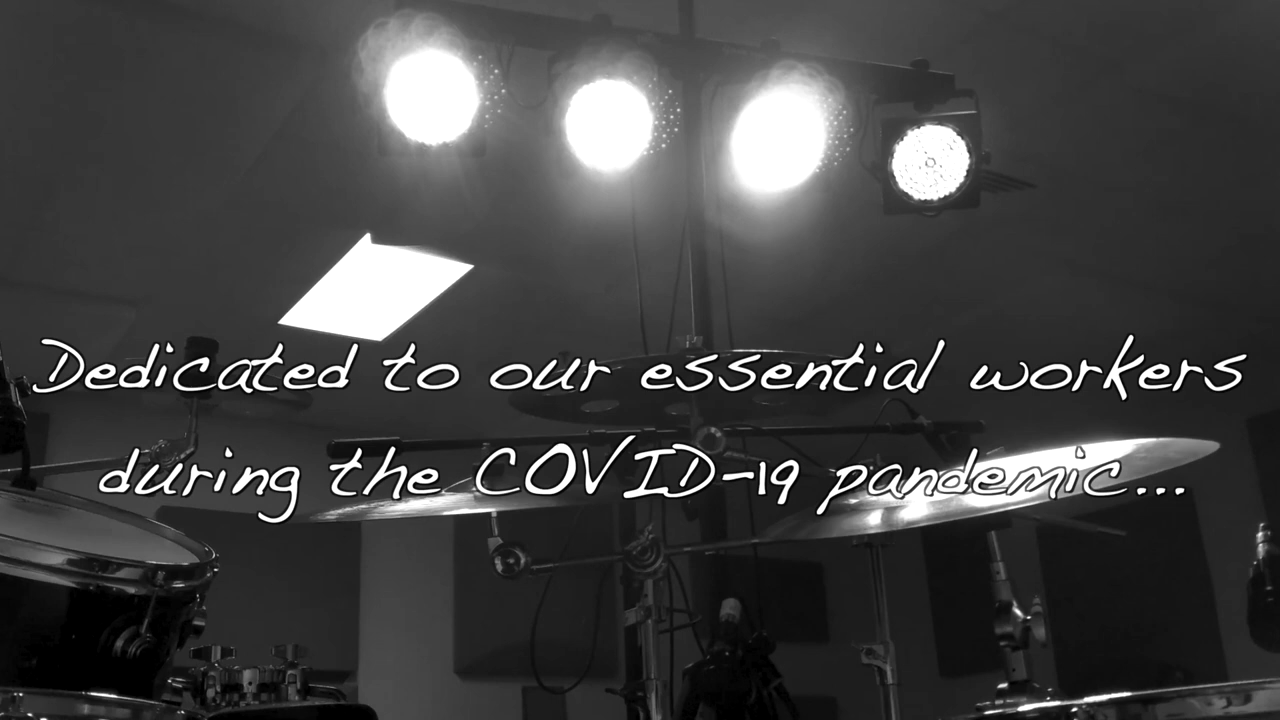 Dedicated to our essential workers
during the COVID-19 pandemic...